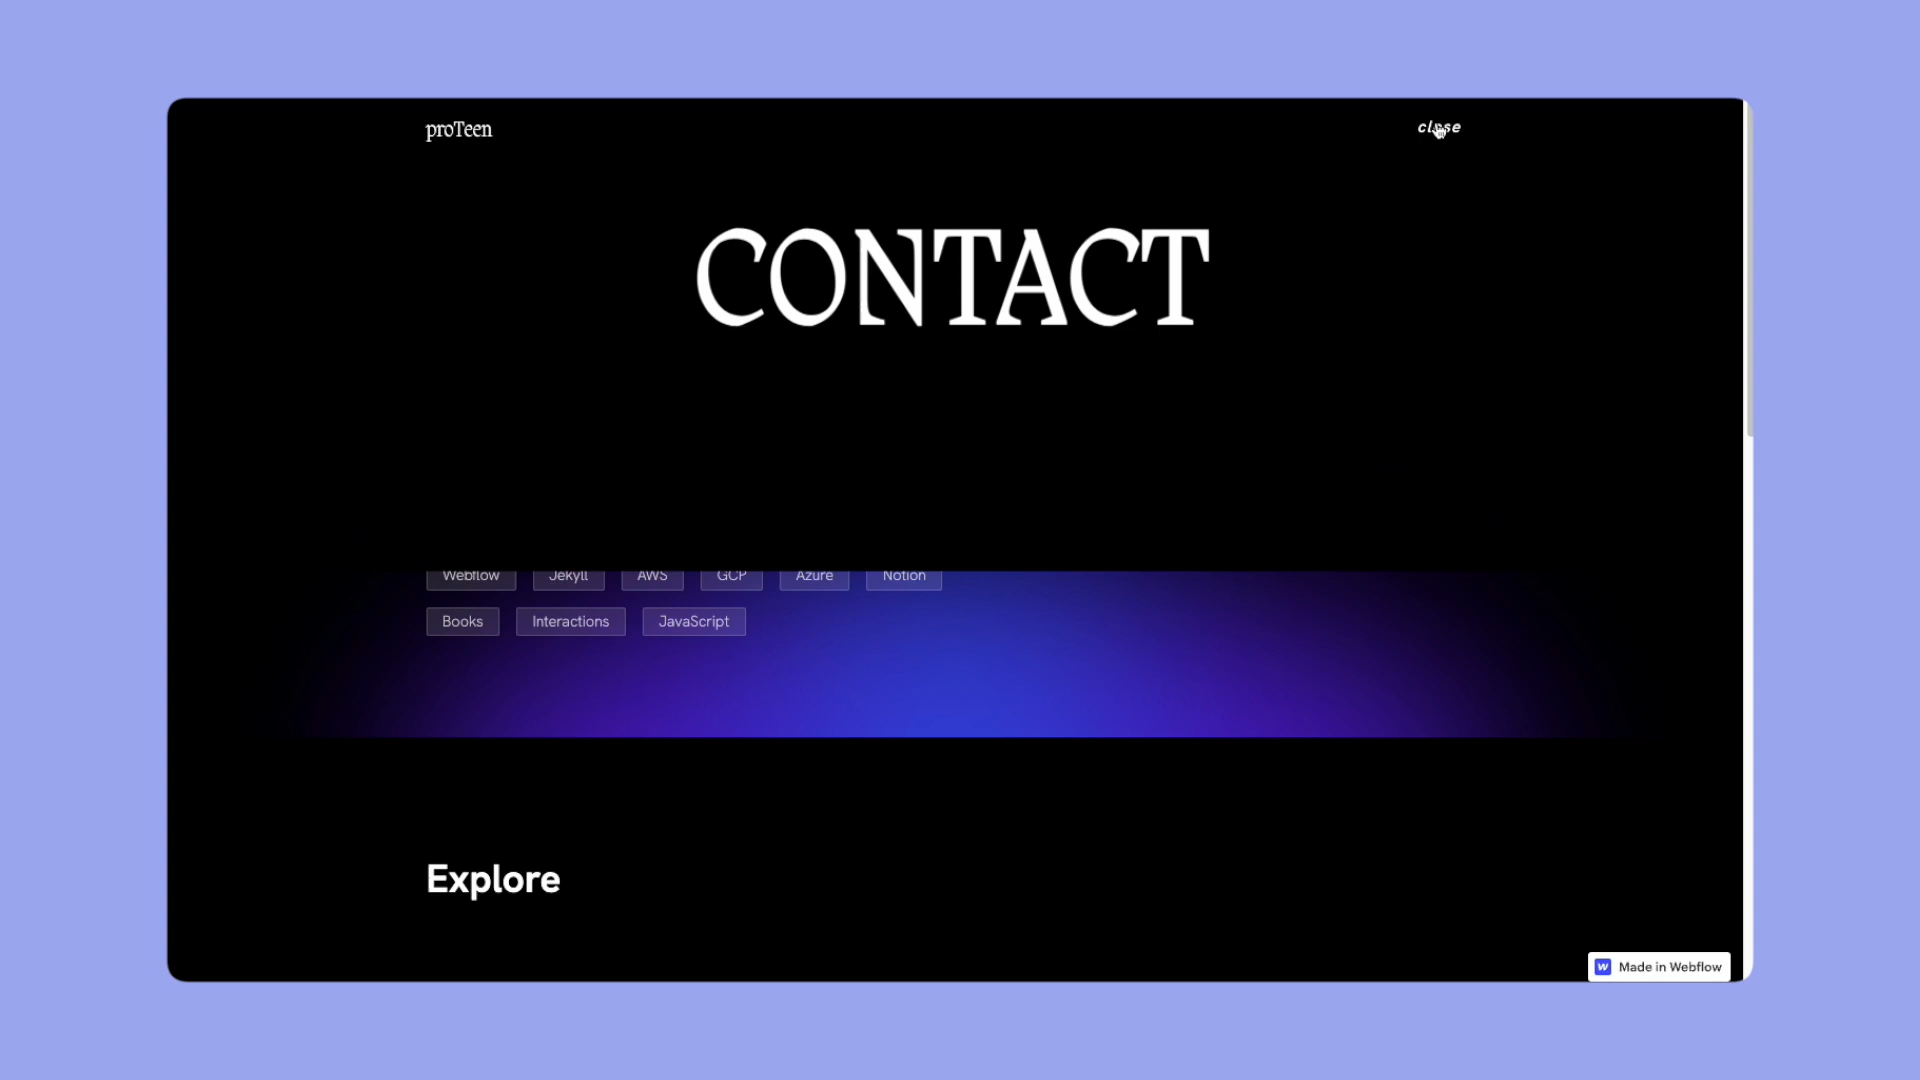 proTeen
close
CONTACT
Webflow Jekyll AWS GCP Azure Notion
Books Interactions JavaScript
Explore
Made in Webflow